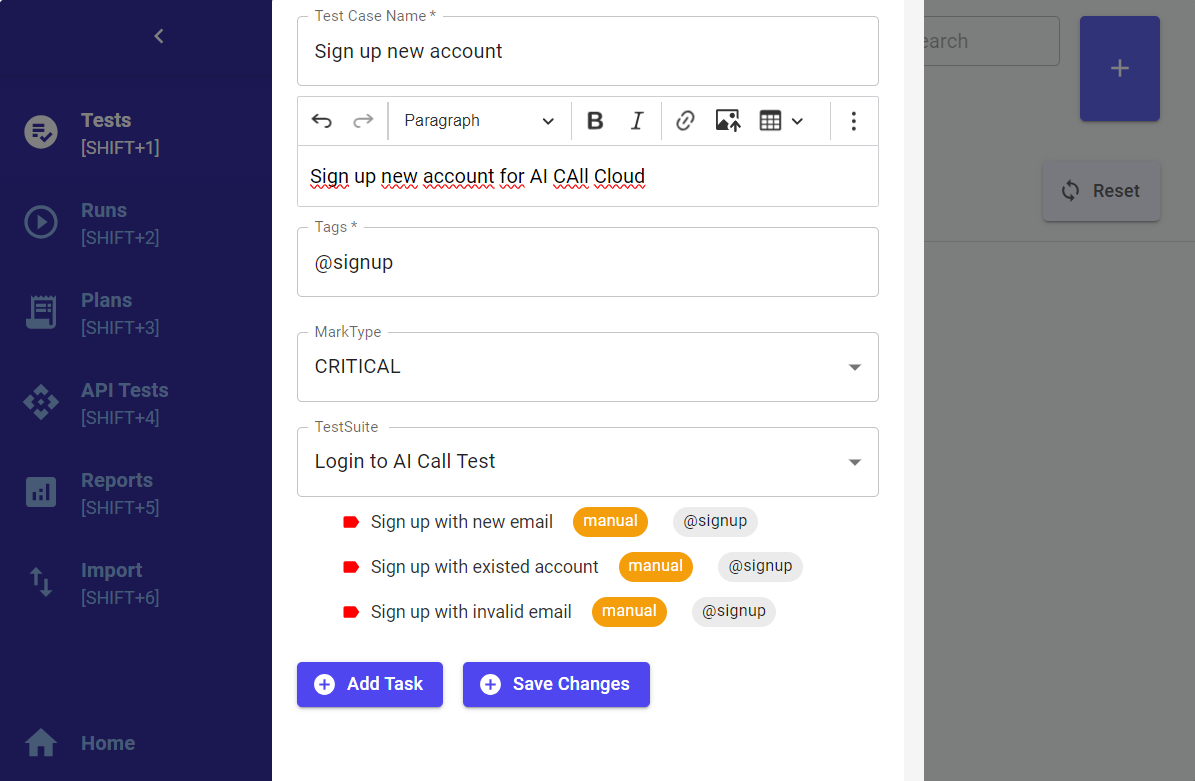 Tests
[SHIFT+1]
Runs
[SHIFT+2]
Plans
[SHIFT+3]
API Tests
[SHIFT+4]
Reports
[SHIFT+5]
Import
[SHIFT+6]
Home
Test Case Name *
Sign up new account
Paragraph
B I
Sign up new account for AI CAll Cloud
Tags *
@signup
MarkType
CRITICAL
TestSuite
Login to AI Call Test
Sign up with new email manual @signup
Sign up with existed account manual @signup
Sign up with invalid email manual @signup
Add Task Save Changes
earch
Reset